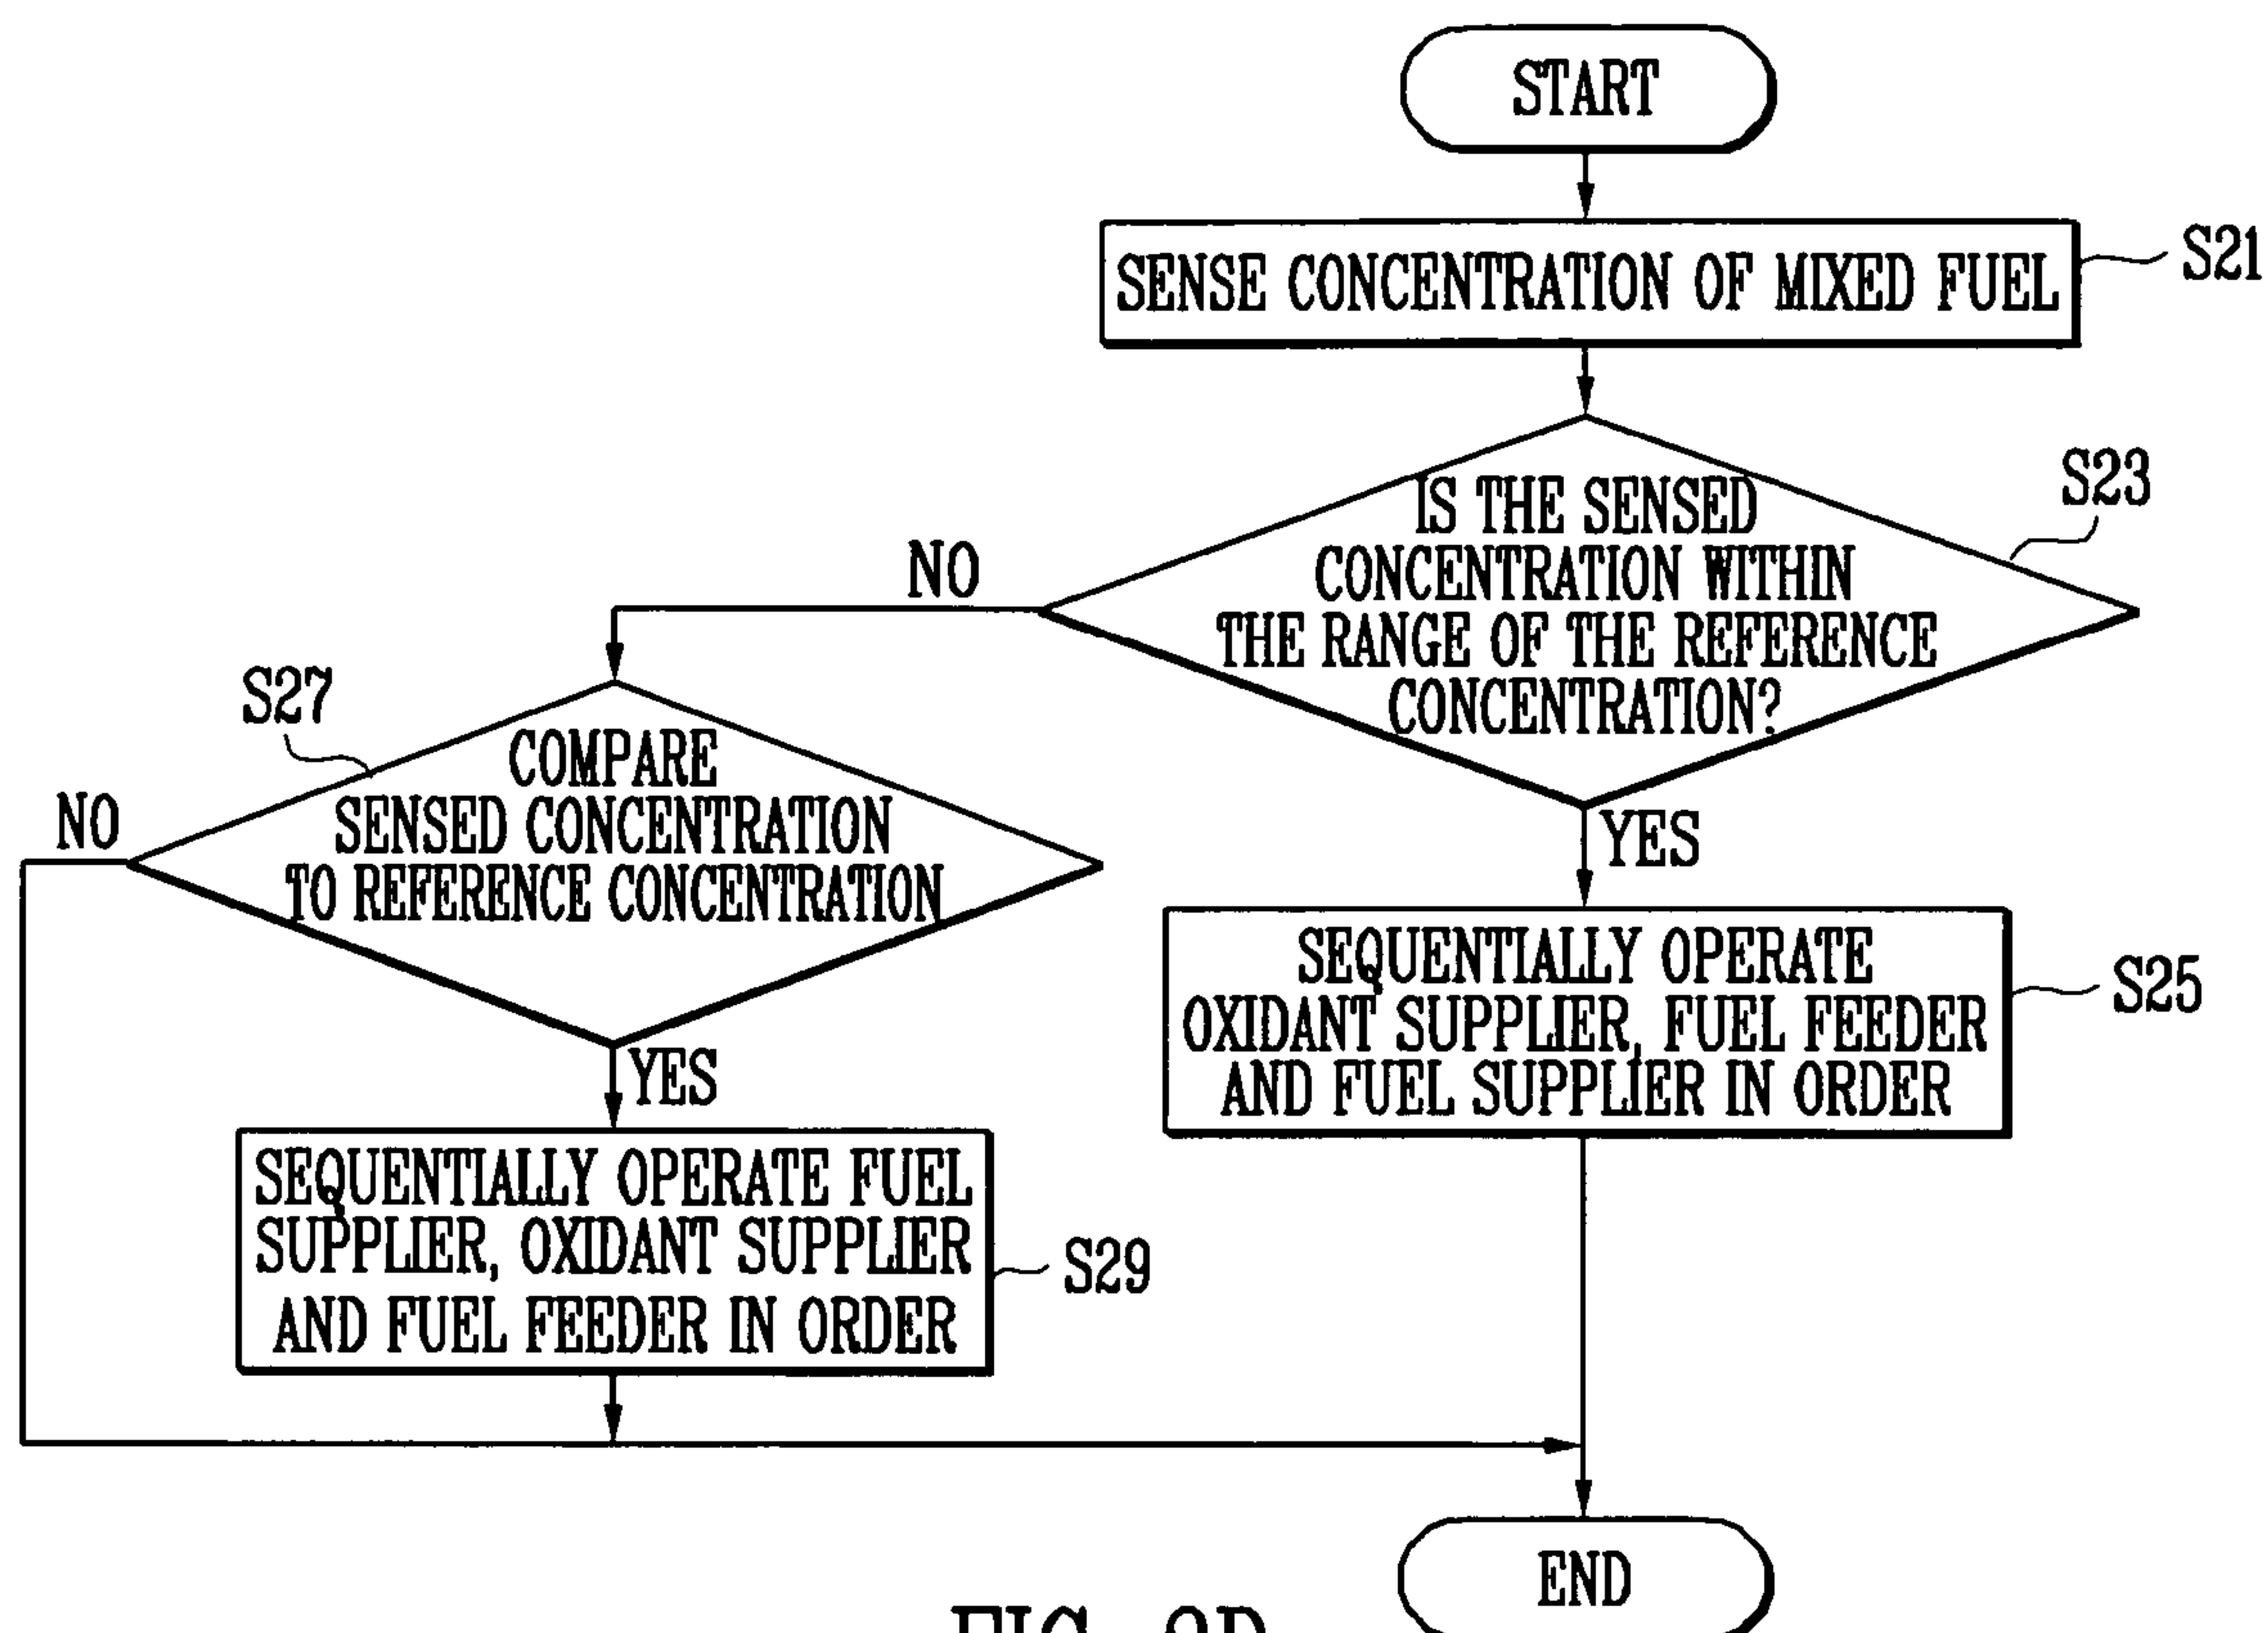 START
SENSE CONCENTRATION OF MIXED FUEL
S21
IS THE SENSED
CONCENTRATION WITHIN
THE RANGE OF THE REFERENCE
CONCENTRATION?
S23
NO
YES
S27
COMPARE
SENSED CONCENTRATION
TO REFERENCE CONCENTRATION
NO
YES
SEQUENTIALLY OPERATE
OXIDANT SUPPLIER, FUEL FEEDER
AND FUEL SUPPLIER IN ORDER
S25
SEQUENTIALLY OPERATE FUEL
SUPPLIER, OXIDANT SUPPLIER
AND FUEL FEEDER IN ORDER
S29
END
FIG.